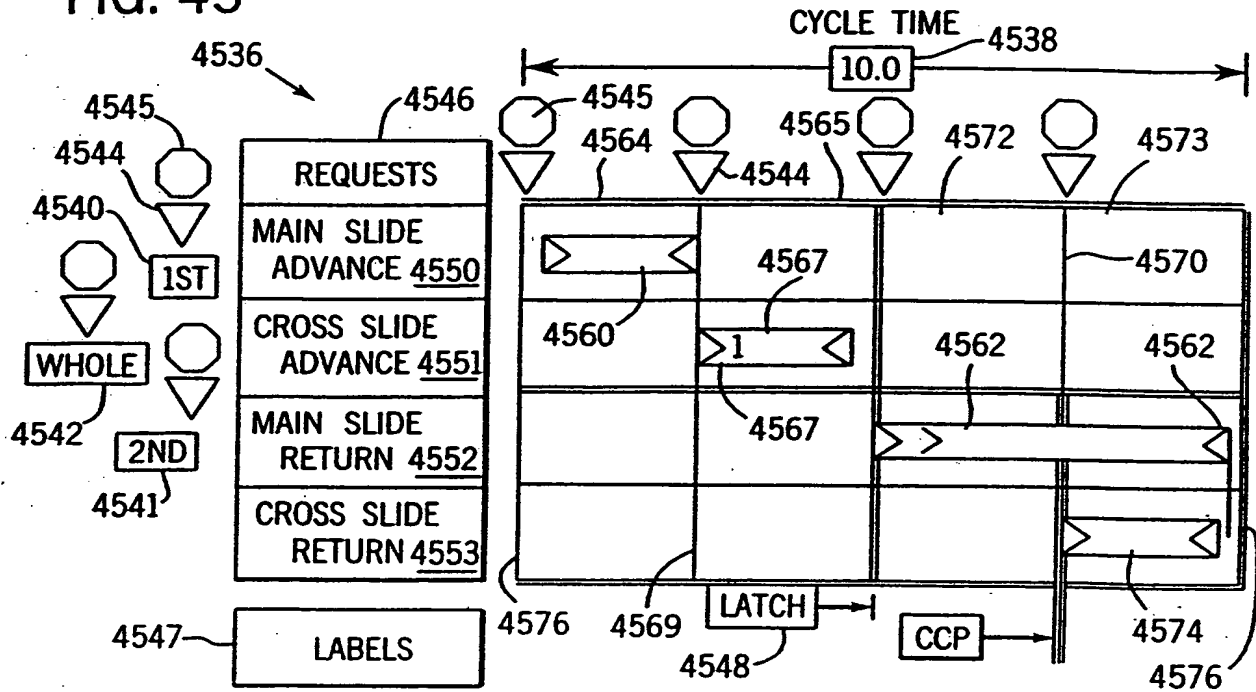 FIG. 45
CYCLE TIME
10.0
4538
4536
4546
4545
4545
4544
4540
1ST
4564
4544
4565
4572
4573
REQUESTS
MAIN SLIDE
ADVANCE 4550
CROSS SLIDE
ADVANCE 4551
MAIN SLIDE
RETURN 4552
CROSS SLIDE
RETURN 4553
WHOLE
4542
2ND
4541
4560
4567
1
4567
4562
4562
4570
4547
LABELS
4576
4569
LATCH
4548
CCP
4574
4576